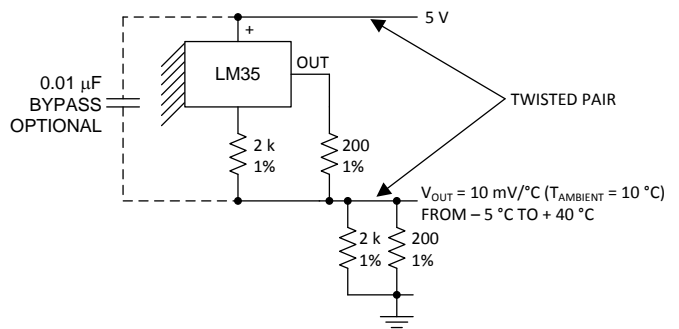 5 V
+
OUT
LM35
0.01 μF
BYPASS
OPTIONAL
TWISTED PAIR
2 k
1%
200
1%
V_OUT = 10 mV/°C (T_AMBIENT = 10 °C)
FROM – 5 °C TO + 40 °C
2 k
1%
200
1%